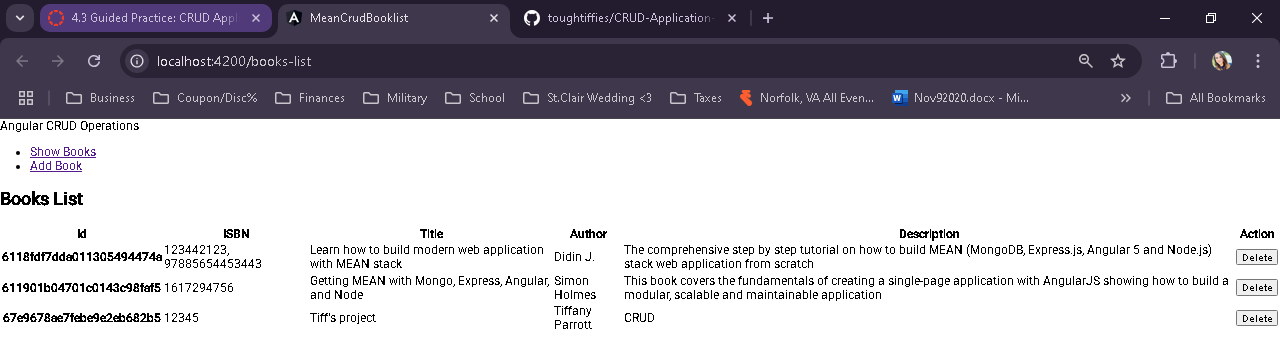 4.3 Guided Practice: CRUD Appl
MeanCrudBooklist
toughtiffies/CRUD-Application-
localhost:4200/books-list
Business
Coupon/Disc%
Finances
Military
School
St.Clair Wedding <3
Taxes
Norfolk, VA All Even...
Nov92020.docx - Mi...
All Bookmarks
Angular CRUD Operations
Show Books
Add Book
Books List
Id ISBN Title Author Description Action
6118fdf7dda011305494474a 123442123, 97885654453443 Learn how to build modern web application with MEAN stack Didin J. The comprehensive step by step tutorial on how to build MEAN (MongoDB, Express.js, Angular 5 and Node.js) stack web application from scratch Delete
611901b04701c0143c98faf5 1617294756 Getting MEAN with Mongo, Express, Angular, and Node Simon Holmes This book covers the fundamentals of creating a single-page application with AngularJS showing how to build a modular, scalable and maintainable application Delete
67e9678ae7febe9e2eb682b5 12345 Tiff's project Tiffany Parrott CRUD Delete